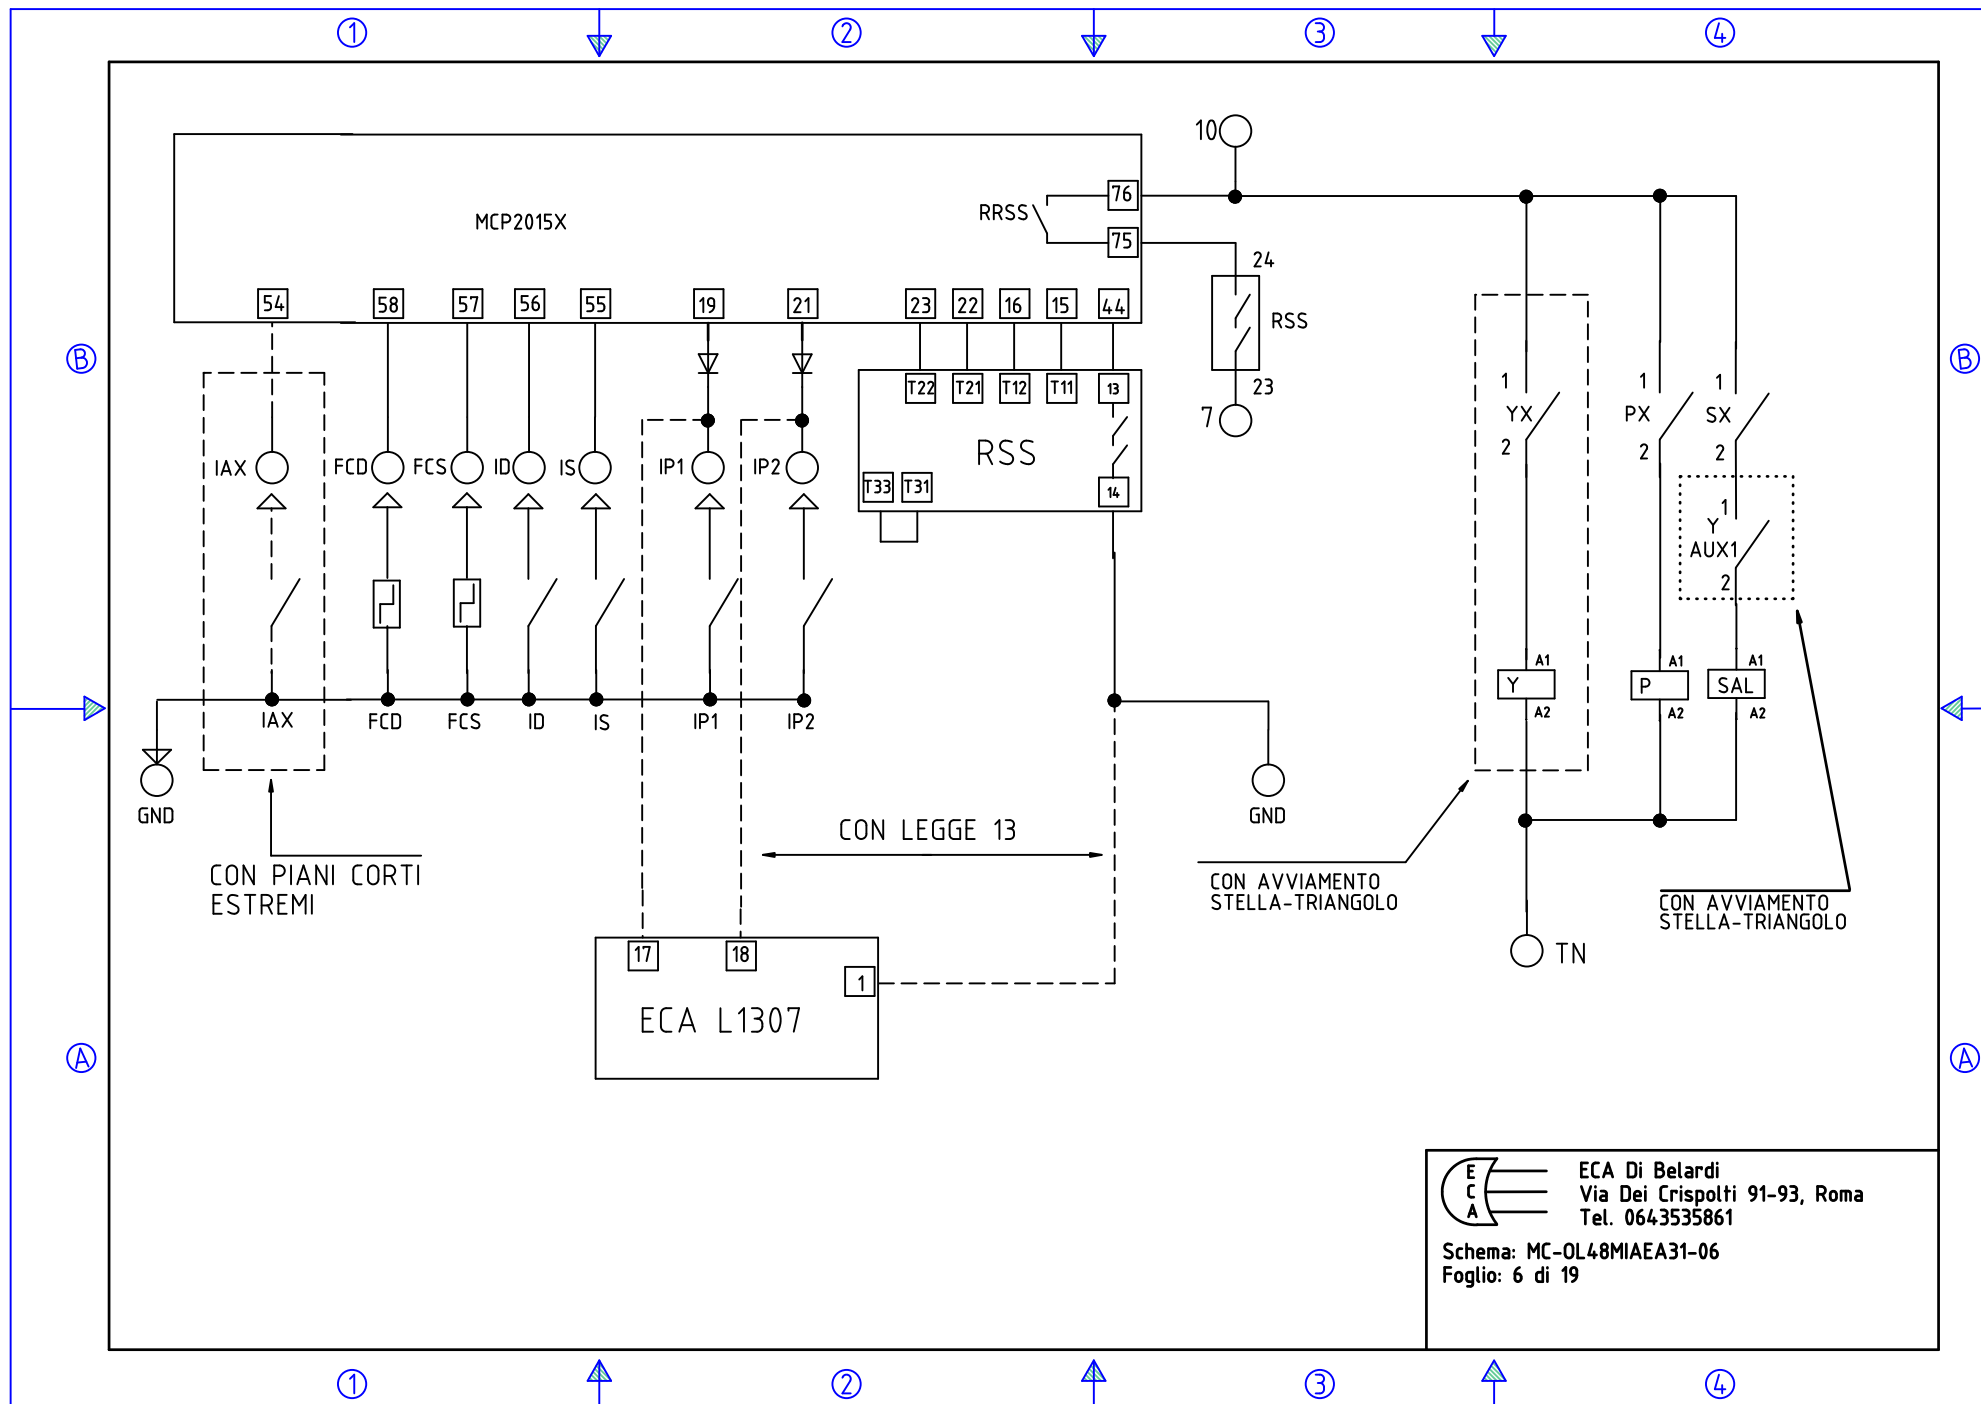 1 2 3 4
10
76
RRSS
MCP2015X
75
24
54 58 57 56 55 19 21 23 22 16 15 44
RSS
B B
T22 T21 T12 T11 13
23
7
1 1 1
YX PX SX
2 2 2
RSS
IAX FCD FCS ID IS IP1 IP2
T33 T31 14
1
Y
AUX1
2
A1 A1 A1
Y P SAL
A2 A2 A2
IAX FCD FCS ID IS IP1 IP2
GND GND
CON LEGGE 13
CON PIANI CORTI
ESTREMI
CON AVVIAMENTO
STELLA-TRIANGOLO
CON AVVIAMENTO
STELLA-TRIANGOLO
17 18
1
TN
ECA L1307
A A
E
C
A
ECA Di Belardi
Via Dei Crispolti 91-93, Roma
Tel. 0643535861
Schema: MC-OL48MIAEA31-06
Foglio: 6 di 19
1 2 3 4